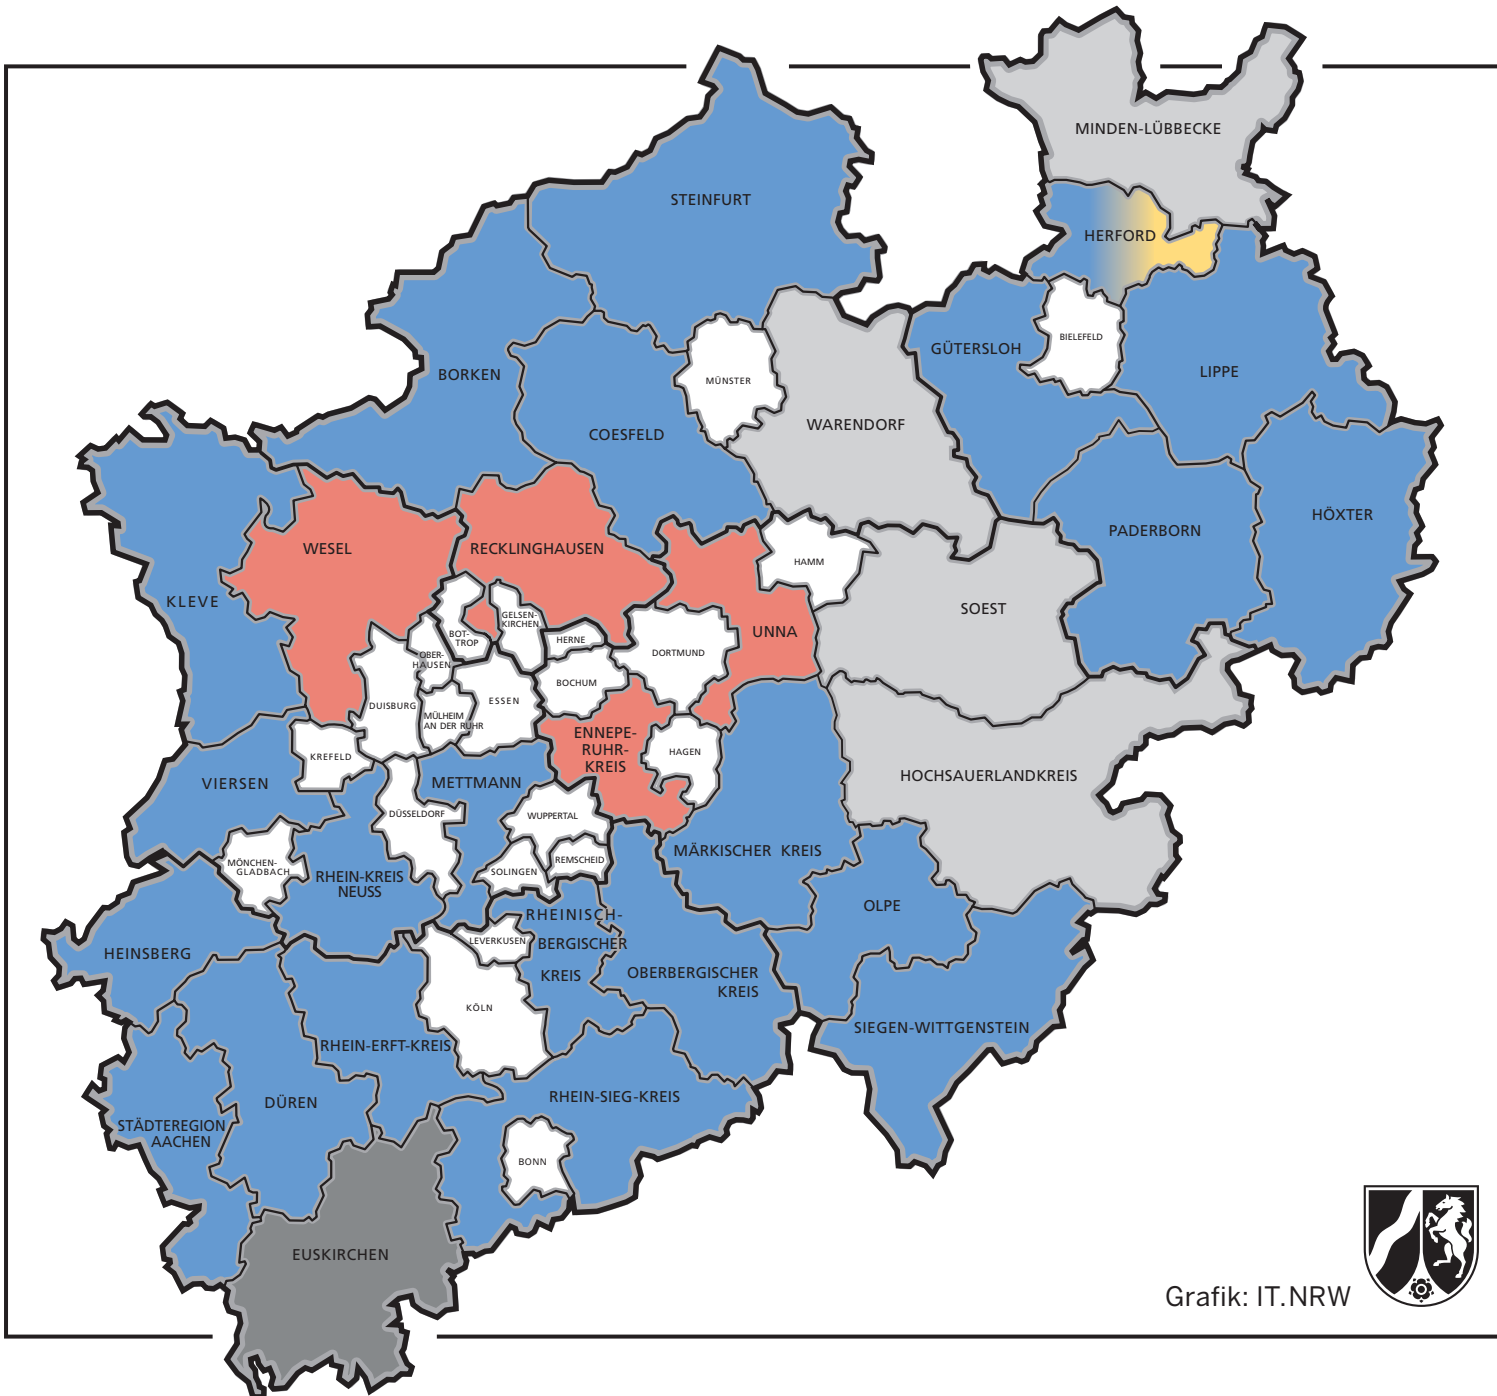 MINDEN-LÜBBECKE
STEINFURT
HERFORD
BIELEFELD
GÜTERSLOH
LIPPE
BORKEN
MÜNSTER
WARENDORF
COESFELD
HÖXTER
PADERBORN
WESEL
RECKLINGHAUSEN
HAMM
KLEVE
SOEST
GELSEN-
KIRCHEN
UNNA
BOT-
TROP
HERNE
DORTMUND
OBER-
HAUSEN
BOCHUM
ESSEN
DUISBURG
MÜLHEIM
AN DER RUHR
ENNEPE-
RUHR-
KREIS
HAGEN
KREFELD
HOCHSAUERLANDKREIS
VIERSEN
METTMANN
DÜSSELDORF
WUPPERTAL
MÄRKISCHER KREIS
REMSCHEID
SOLINGEN
MÖNCHEN-
GLADBACH
RHEIN-KREIS
NEUSS
OLPE
RHEINISCH-
BERGISCHER
KREIS
LEVERKUSEN
HEINSBERG
OBERBERGISCHER
KREIS
KÖLN
SIEGEN-WITTGENSTEIN
RHEIN-ERFT-KREIS
RHEIN-SIEG-KREIS
DÜREN
STÄDTEREGION
AACHEN
BONN
EUSKIRCHEN
Grafik: IT.NRW